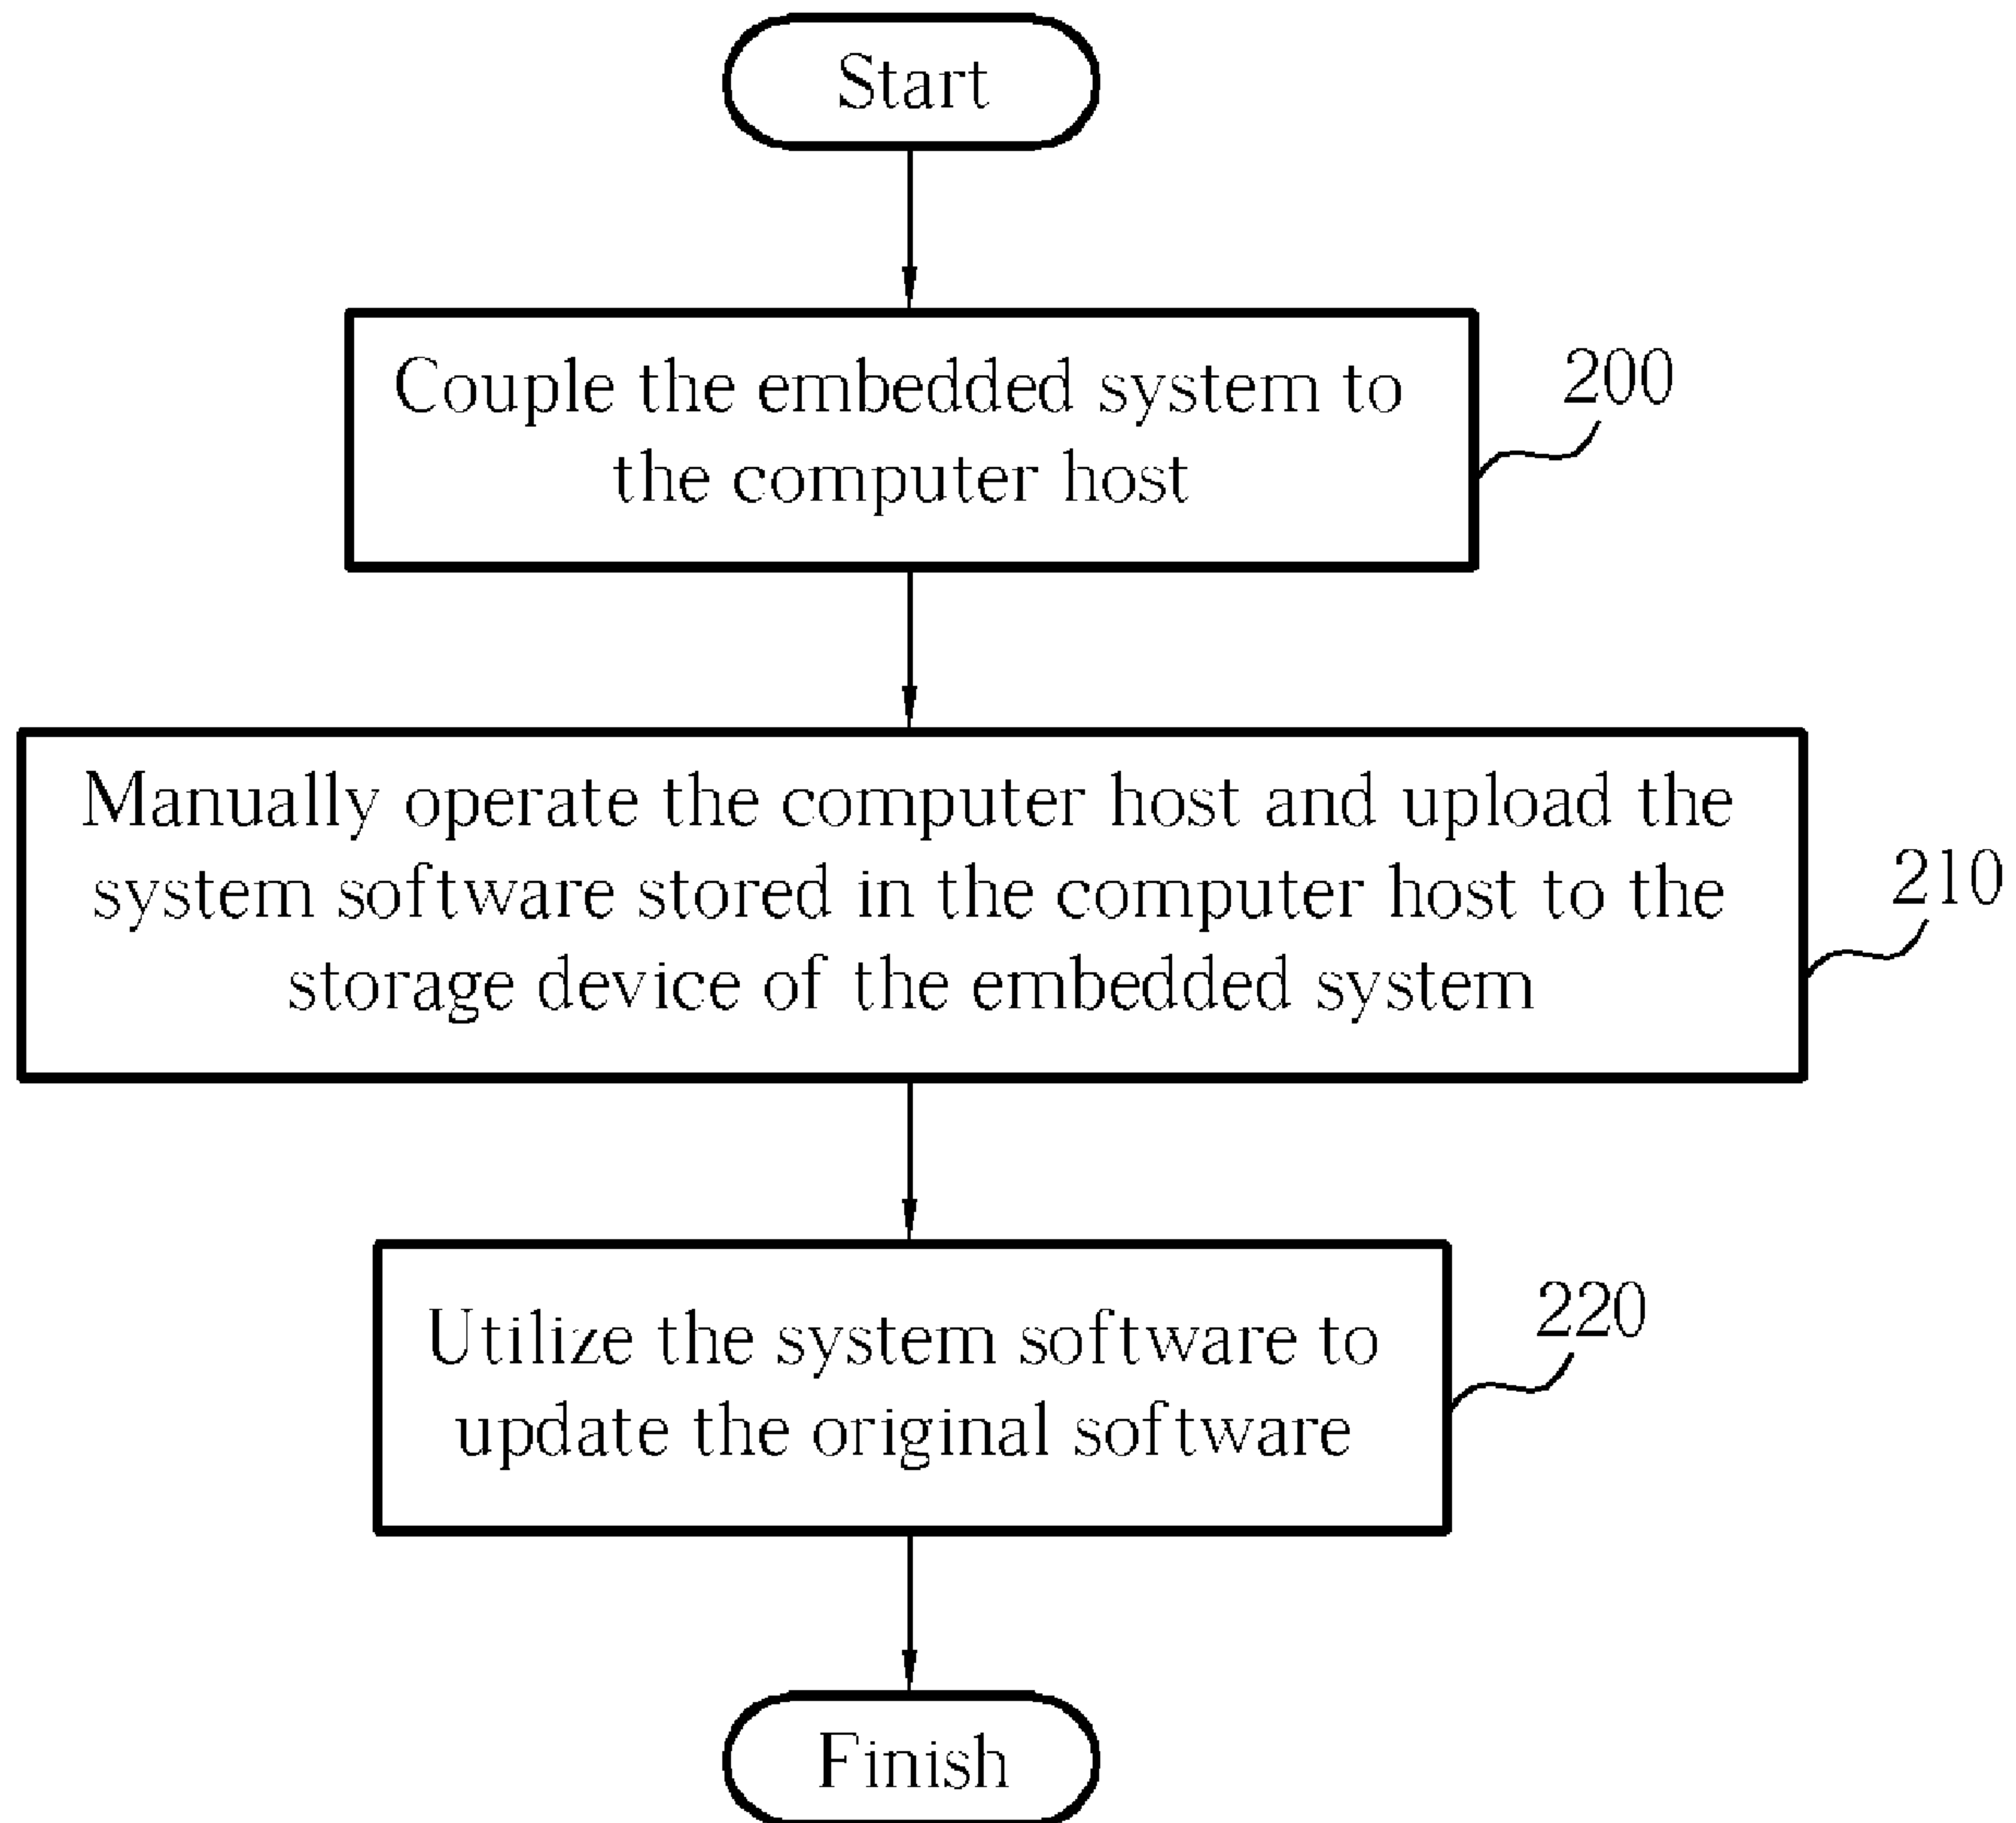 Start
Couple the embedded system to
the computer host
200
Manually operate the computer host and upload the
system software stored in the computer host to the
storage device of the embedded system
210
Utilize the system software to
update the original software
220
Finish